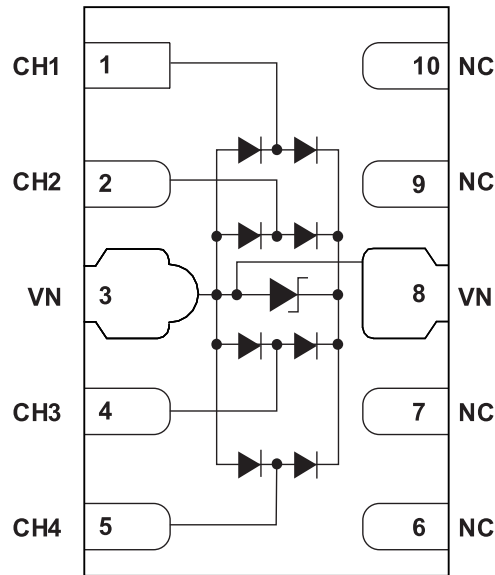 CH1 1 10 NC
CH2 2 9 NC
VN 3 8 VN
CH3 4 7 NC
CH4 5 6 NC